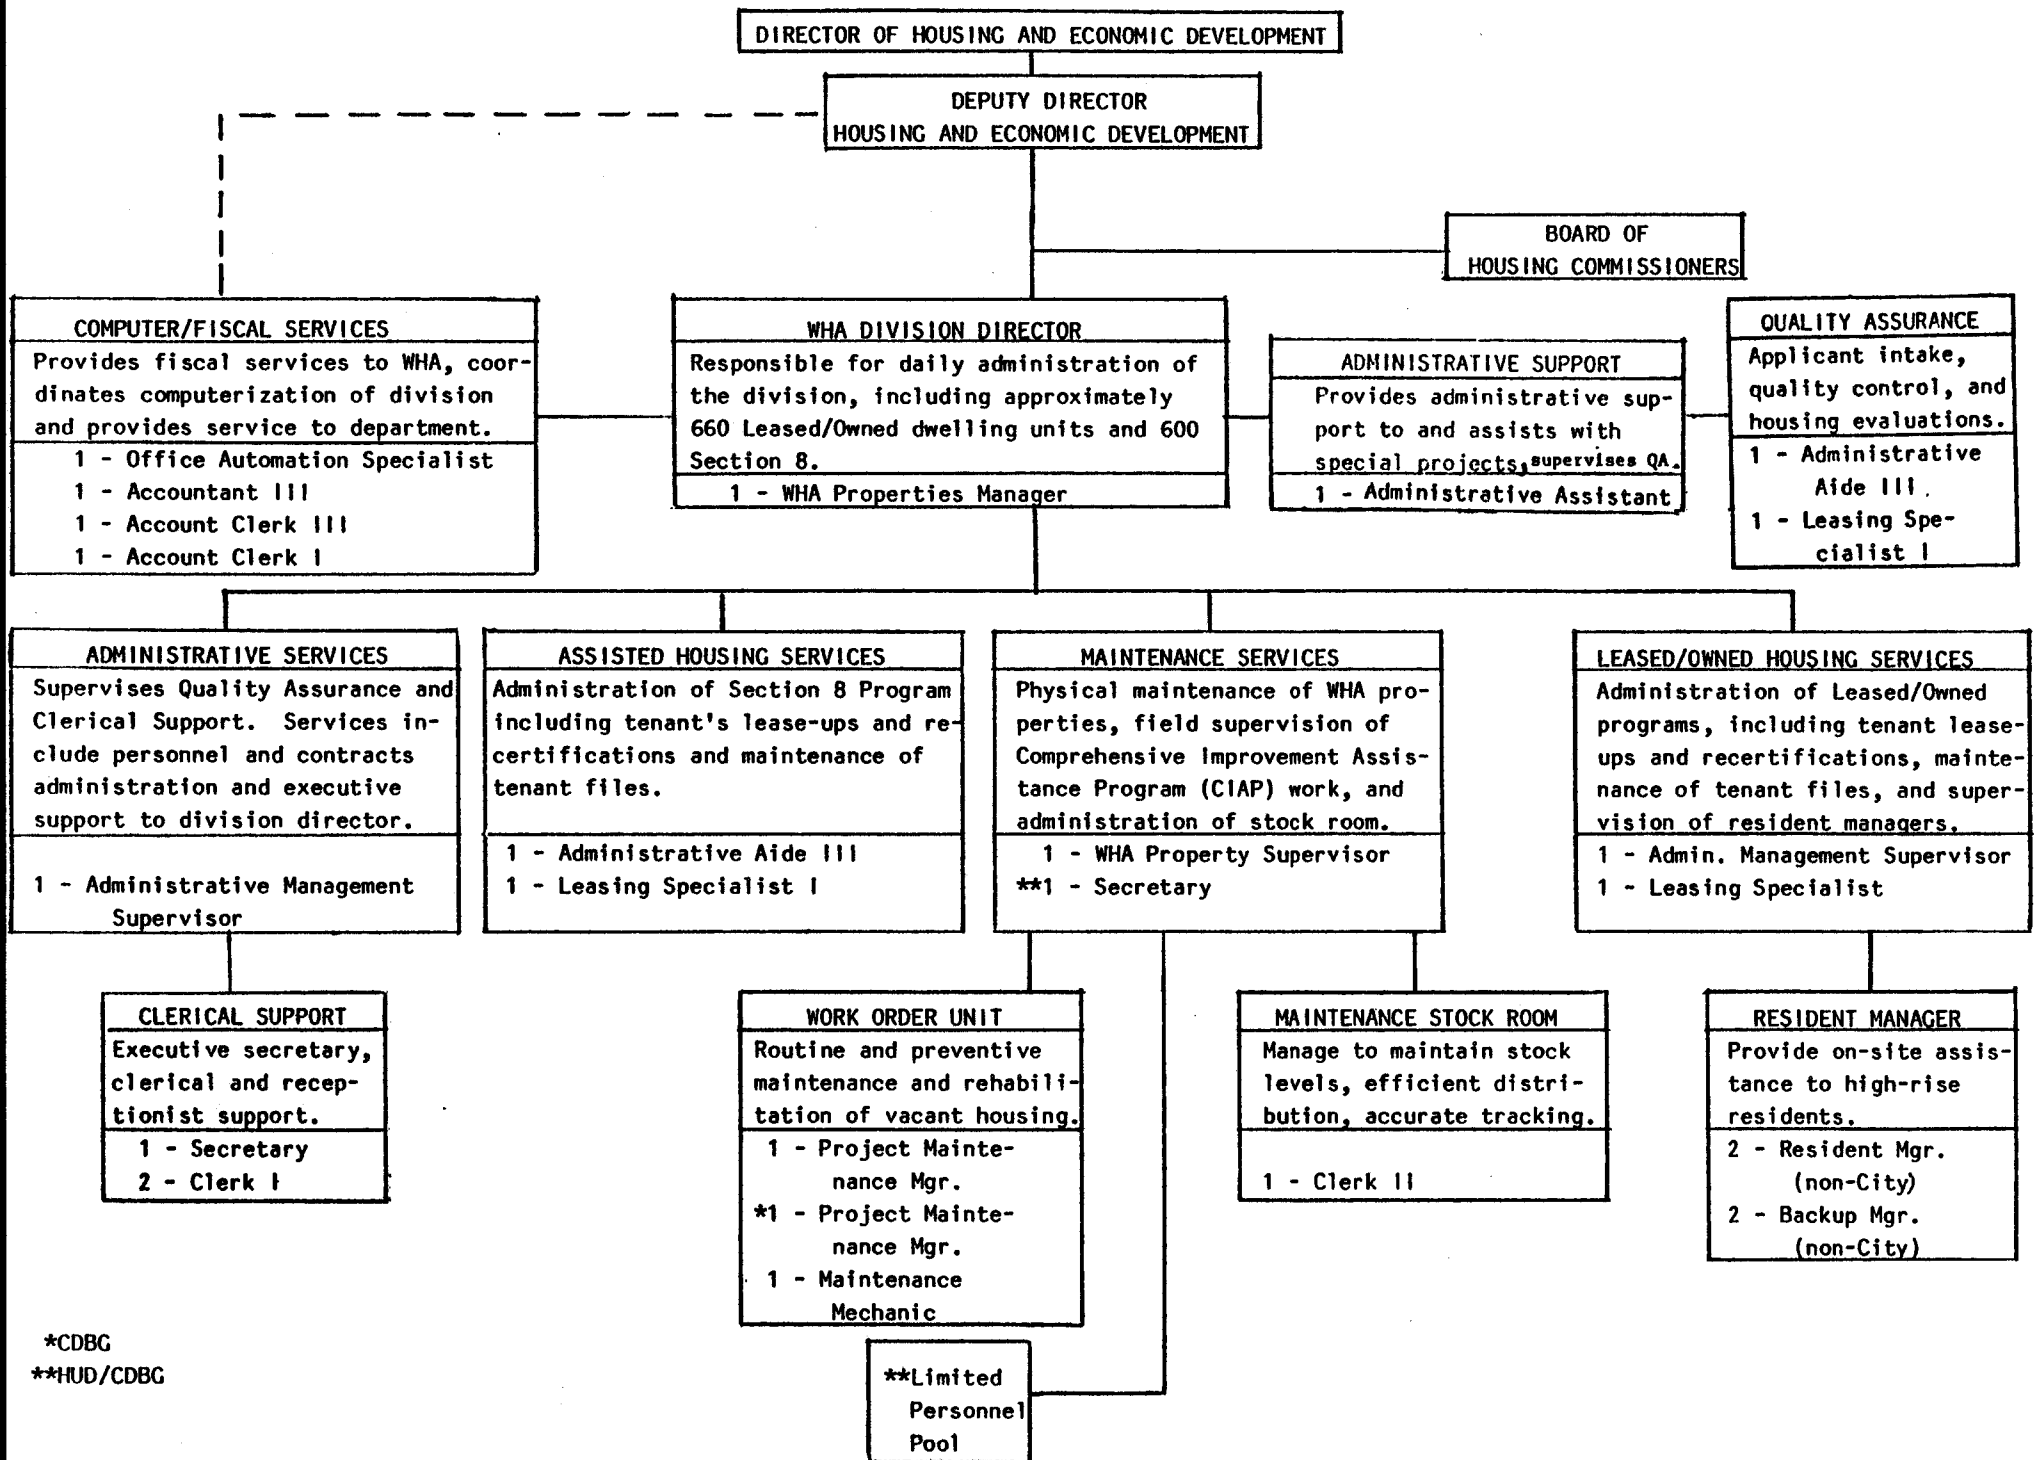 DIRECTOR OF HOUSING AND ECONOMIC DEVELOPMENT
DEPUTY DIRECTOR
HOUSING AND ECONOMIC DEVELOPMENT
BOARD OF
HOUSING COMMISSIONERS
COMPUTER/FISCAL SERVICES
Provides fiscal services to WHA, coor-
dinates computerization of division
and provides service to department.
1 - Office Automation Specialist
1 - Accountant III
1 - Account Clerk III
1 - Account Clerk I
WHA DIVISION DIRECTOR
Responsible for daily administration of
the division, including approximately
660 Leased/Owned dwelling units and 600
Section 8.
1 - WHA Properties Manager
ADMINISTRATIVE SUPPORT
Provides administrative sup-
port to and assists with
special projects, supervises QA.
1 - Administrative Assistant
QUALITY ASSURANCE
Applicant intake,
quality control, and
housing evaluations.
1 - Administrative
Aide III.
1 - Leasing Spe-
cialist I
ADMINISTRATIVE SERVICES
Supervises Quality Assurance and
Clerical Support. Services in-
clude personnel and contracts
administration and executive
support to division director.
1 - Administrative Management
Supervisor
ASSISTED HOUSING SERVICES
Administration of Section 8 Program
including tenant's lease-ups and re-
certifications and maintenance of
tenant files.
1 - Administrative Aide III
1 - Leasing Specialist I
MAINTENANCE SERVICES
Physical maintenance of WHA pro-
perties, field supervision of
Comprehensive Improvement Assis-
tance Program (CIAP) work, and
administration of stock room.
1 - WHA Property Supervisor
**1 - Secretary
LEASED/OWNED HOUSING SERVICES
Administration of Leased/Owned
programs, including tenant lease-
ups and recertifications, mainte-
nance of tenant files, and super-
vision of resident managers.
1 - Admin. Management Supervisor
1 - Leasing Specialist
CLERICAL SUPPORT
Executive secretary,
clerical and recep-
tionist support.
1 - Secretary
2 - Clerk I
WORK ORDER UNIT
Routine and preventive
maintenance and rehabili-
tation of vacant housing.
1 - Project Mainte-
nance Mgr.
*1 - Project Mainte-
nance Mgr.
1 - Maintenance
Mechanic
MAINTENANCE STOCK ROOM
Manage to maintain stock
levels, efficient distri-
bution, accurate tracking.
1 - Clerk II
RESIDENT MANAGER
Provide on-site assis-
tance to high-rise
residents.
2 - Resident Mgr.
(non-City)
2 - Backup Mgr.
(non-City)
**Limited
Personnel
Pool
*CDBG
**HUD/CDBG